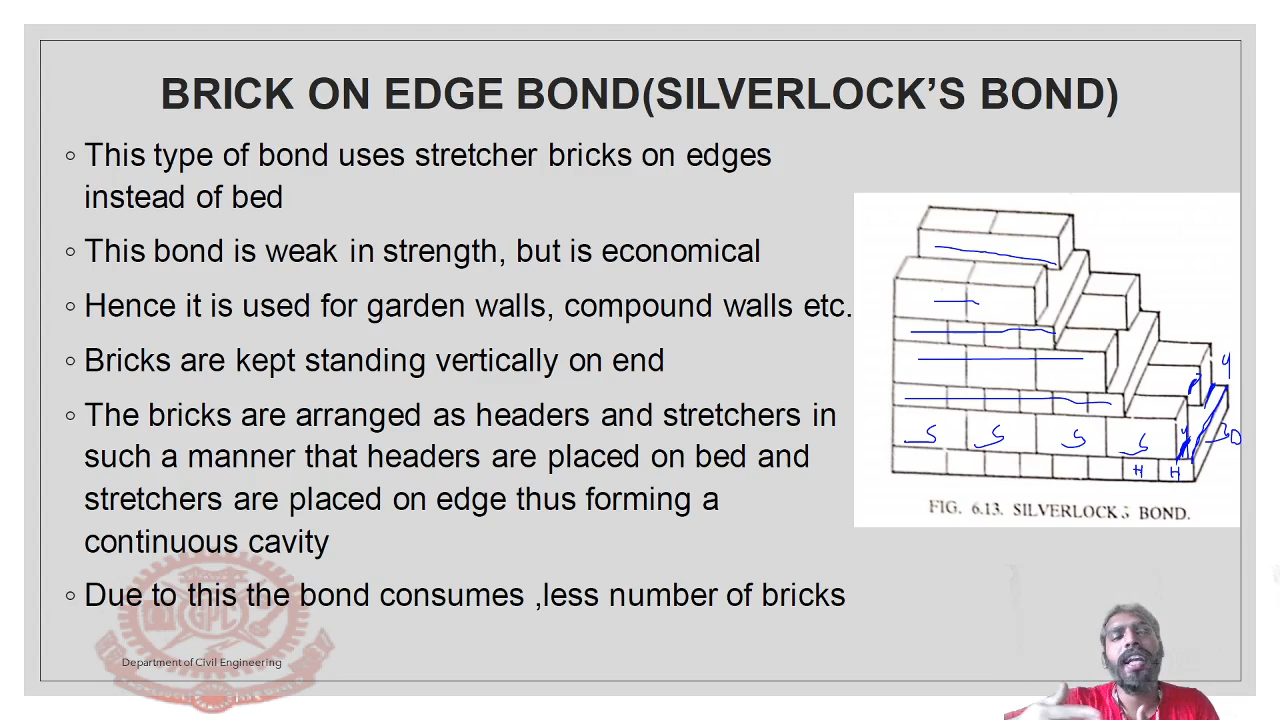 BRICK ON EDGE BOND(SILVERLOCK'S BOND)
◦ This type of bond uses stretcher bricks on edges
instead of bed
◦ This bond is weak in strength, but is economical
◦ Hence it is used for garden walls, compound walls etc.
◦ Bricks are kept standing vertically on end
◦ The bricks are arranged as headers and stretchers in
such a manner that headers are placed on bed and
stretchers are placed on edge thus forming a
continuous cavity
◦ Due to this the bond consumes ,less number of bricks
S S S S
H H
FIG. 6.13. SILVERLOCKS BOND.
GPC
Department of Civil Engineering